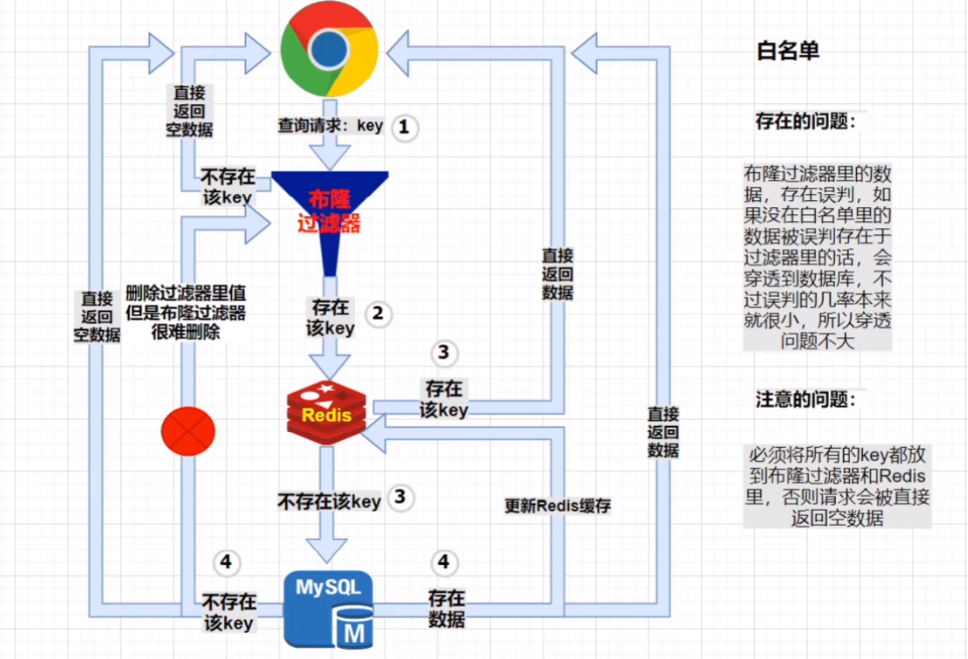 白名单
查询请求：key
1
存在的问题：
直接
返回
空数据
不存在
该key
布隆
过滤器
布隆过滤器里的数
据，存在误判，如
果没在白名单里的
数据被误判存在于
过滤器里的话，会
穿透到数据库，不
过误判的几率本来
就很小，所以穿透
问题不大
直接
返回
数据
直接
返回
空数据
删除过滤器里值
但是布隆过滤器
很难删除
存在
该key
2
3
存在
该key
Redis
注意的问题：
直接
返回
数据
必须将所有的key都放
到布隆过滤器和Redis
里，否则请求会被直接
返回空数据
不存在该key
3
更新Redis缓存
4
不存在
该key
MySQL
M
4
存在
数据